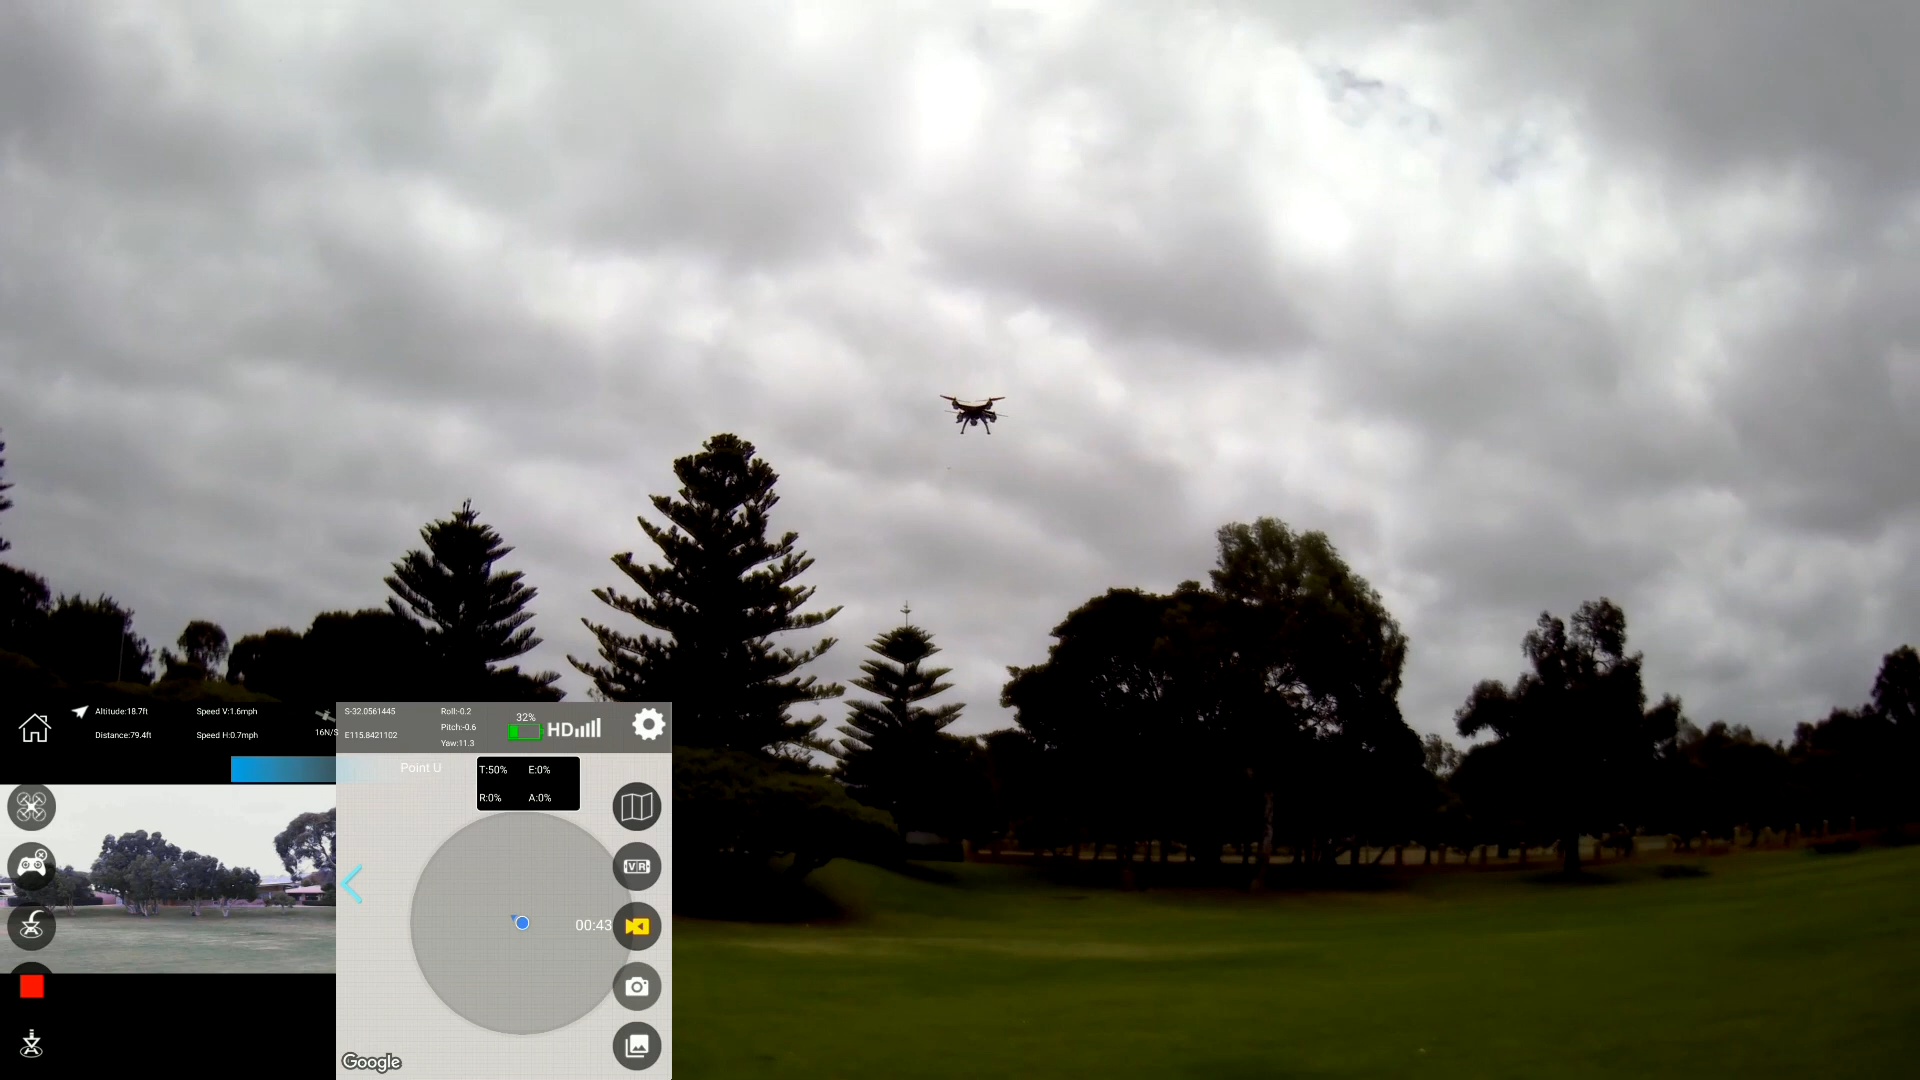 Altitude:18.7ft
Speed V:1.6mph
Distance:79.4ft
Speed H:0.7mph
16N/S
S-32.0561445
E115.8421102
Roll:-0.2
Pitch:-0.6
Yaw:11.3
32%
HD
Point U
T:50% E:0%
R:0% A:0%
VR
00:43
Google